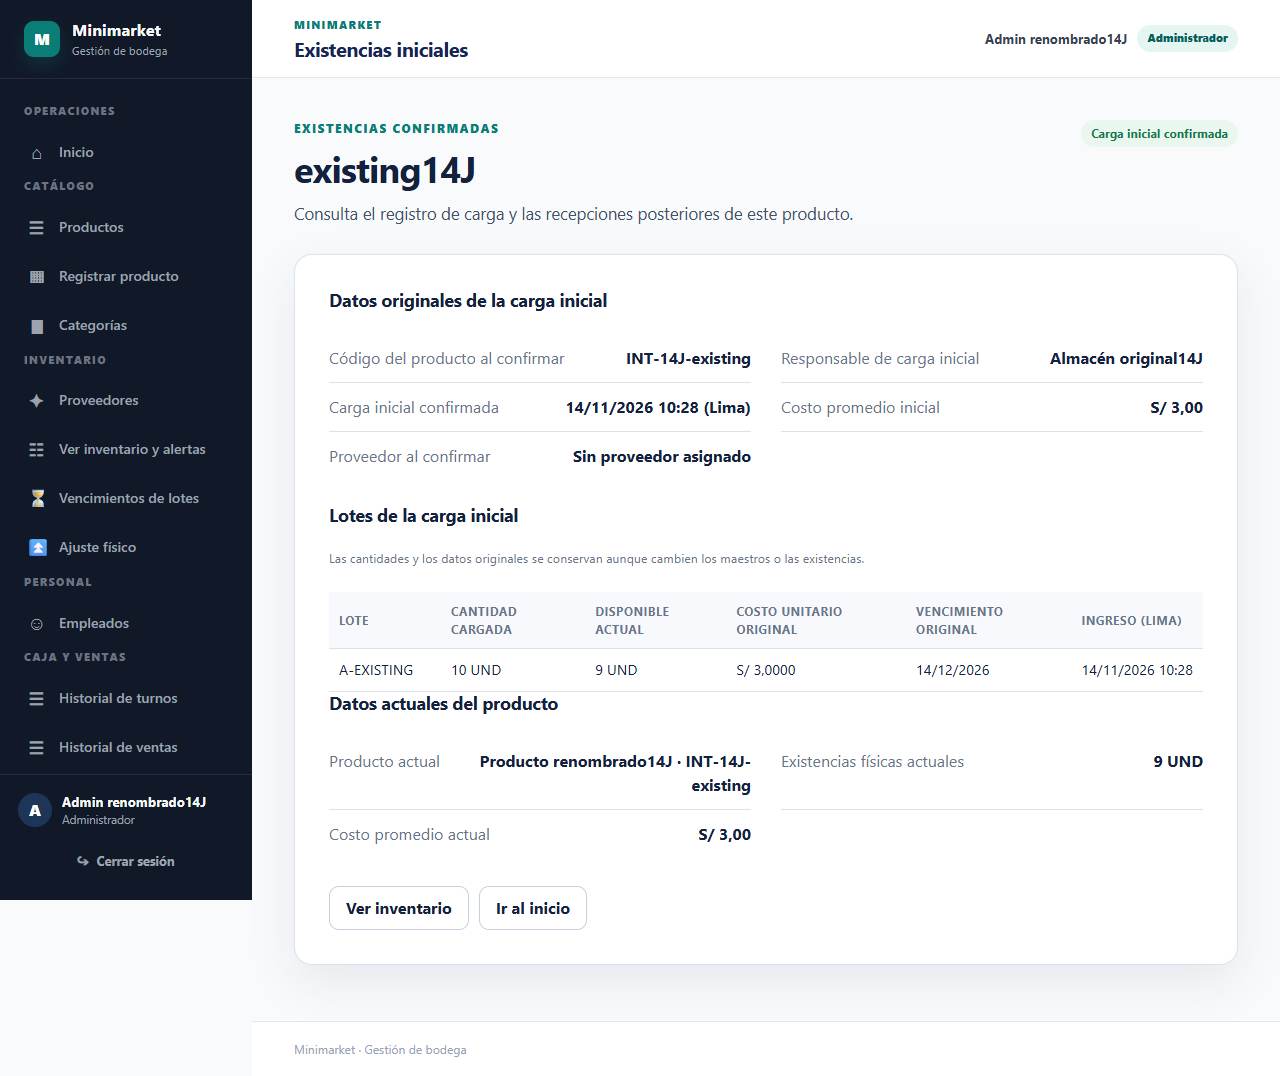 M
Minimarket
Gestión de bodega
OPERACIONES
Inicio
CATÁLOGO
Productos
Registrar producto
Categorías
INVENTARIO
Proveedores
Ver inventario y alertas
Vencimientos de lotes
Ajuste físico
PERSONAL
Empleados
CAJA Y VENTAS
Historial de turnos
Historial de ventas
A
Admin renombrado14J
Administrador
Cerrar sesión
MINIMARKET
Existencias iniciales
Admin renombrado14J
Administrador
EXISTENCIAS CONFIRMADAS
Carga inicial confirmada
existing14J
Consulta el registro de carga y las recepciones posteriores de este producto.
Datos originales de la carga inicial
Código del producto al confirmar INT-14J-existing
Responsable de carga inicial Almacén original14J
Carga inicial confirmada 14/11/2026 10:28 (Lima)
Costo promedio inicial S/ 3,00
Proveedor al confirmar Sin proveedor asignado
Lotes de la carga inicial
Las cantidades y los datos originales se conservan aunque cambien los maestros o las existencias.
LOTE CANTIDAD CARGADA DISPONIBLE ACTUAL COSTO UNITARIO ORIGINAL VENCIMIENTO ORIGINAL INGRESO (LIMA)
A-EXISTING 10 UND 9 UND S/ 3,0000 14/12/2026 14/11/2026 10:28
Datos actuales del producto
Producto actual Producto renombrado14J · INT-14J-
existing
Existencias físicas actuales 9 UND
Costo promedio actual S/ 3,00
Ver inventario
Ir al inicio
Minimarket · Gestión de bodega